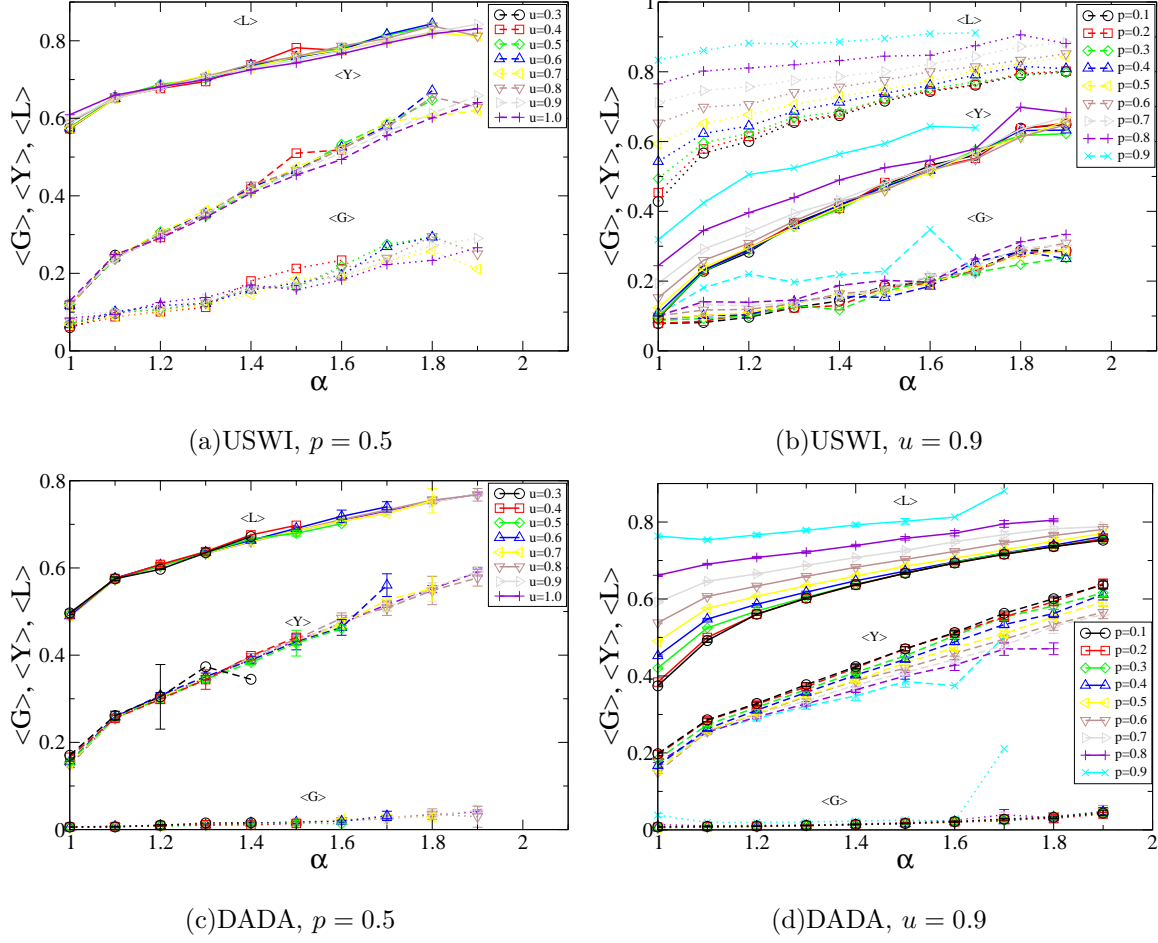 <L>
<Y>
<G>
<G>, <Y>, <L>
0
0.2
0.4
0.6
0.8
1
1.2
1.4
1.6
1.8
2
α
u=0.3
u=0.4
u=0.5
u=0.6
u=0.7
u=0.8
u=0.9
u=1.0
(a)USWI, p = 0.5
<L>
<Y>
<G>
<G>, <Y>, <L>
0
0.2
0.4
0.6
0.8
1
1
1.2
1.4
1.6
1.8
2
α
p=0.1
p=0.2
p=0.3
p=0.4
p=0.5
p=0.6
p=0.7
p=0.8
p=0.9
(b)USWI, u = 0.9
<L>
<Y>
<G>
<G>, <Y>, <L>
0
0.2
0.4
0.6
0.8
1
1.2
1.4
1.6
1.8
2
α
u=0.3
u=0.4
u=0.5
u=0.6
u=0.7
u=0.8
u=0.9
u=1.0
(c)DADA, p = 0.5
<L>
<Y>
<G>
<G>, <Y>, <L>
0
0.2
0.4
0.6
0.8
1
1.2
1.4
1.6
1.8
2
α
p=0.1
p=0.2
p=0.3
p=0.4
p=0.5
p=0.6
p=0.7
p=0.8
p=0.9
(d)DADA, u = 0.9